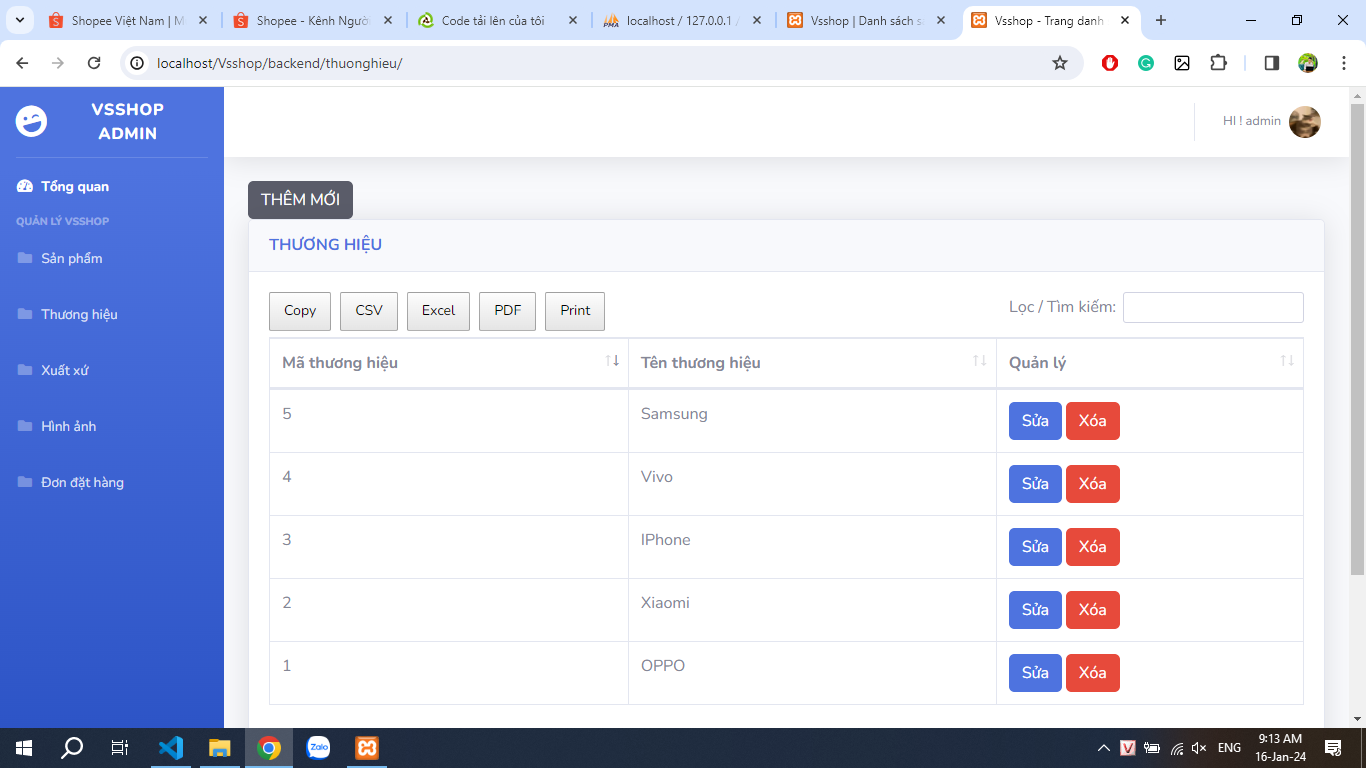 Shopee Việt Nam | M
Shopee - Kênh Người
Code tải lên của tôi
localhost / 127.0.0.1 /
Vsshop | Danh sách s
Vsshop - Trang danh
localhost/Vsshop/backend/thuonghieu/
VSSHOP
ADMIN
HI ! admin
Tổng quan
QUẢN LÝ VSSHOP
Sản phẩm
Thương hiệu
Xuất xứ
Hình ảnh
Đơn đặt hàng
THÊM MỚI
THƯƠNG HIỆU
Copy CSV Excel PDF Print
Lọc / Tìm kiếm:
Mã thương hiệu Tên thương hiệu Quản lý
5 Samsung Sửa Xóa
4 Vivo Sửa Xóa
3 IPhone Sửa Xóa
2 Xiaomi Sửa Xóa
1 OPPO Sửa Xóa
Zalo
ENG
9:13 AM
16-Jan-24